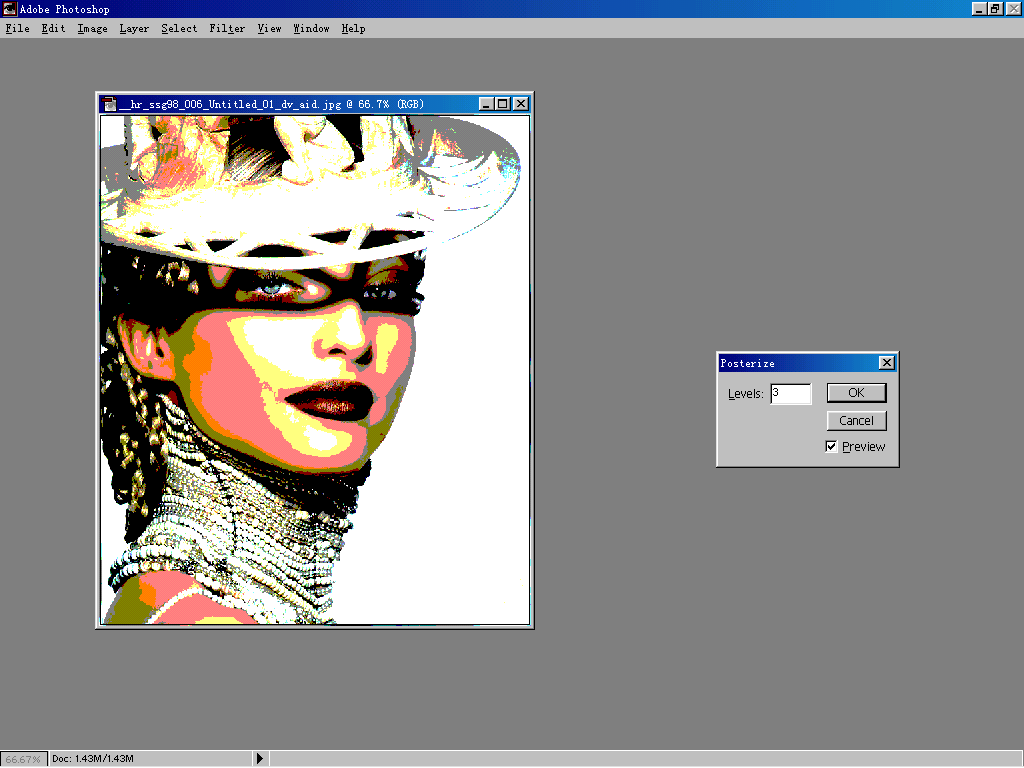 Adobe Photoshop
File Edit Image Layer Select Filter View Window Help
__hr_ssg98_006_Untitled_01_dv_aid.jpg @ 66.7% (RGB)
Posterize
Levels: 3
OK
Cancel
Preview
66.67% Doc: 1.43M/1.43M